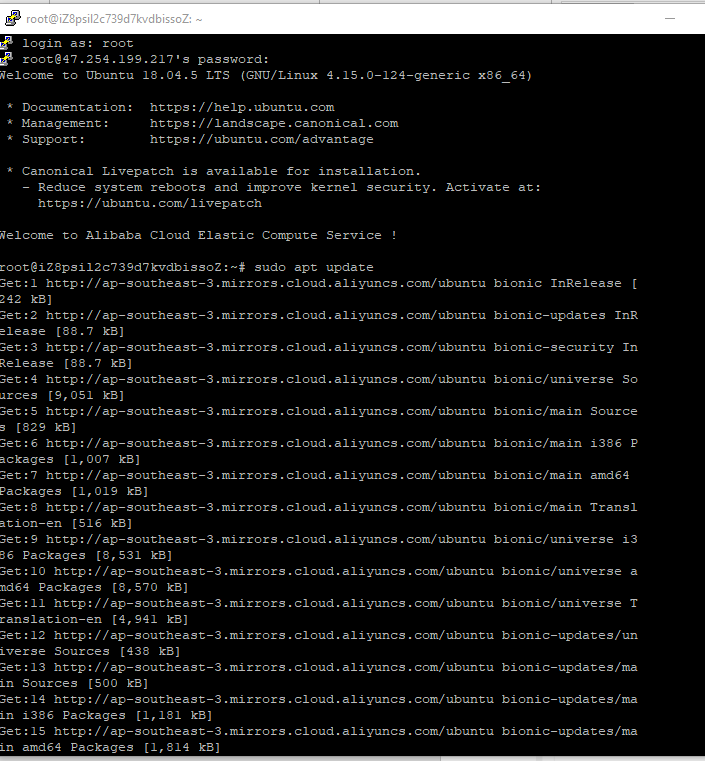 root@iZ8psil2c739d7kvdbissoZ: ~
login as: root
root@47.254.199.217's password:
Welcome to Ubuntu 18.04.5 LTS (GNU/Linux 4.15.0-124-generic x86_64)
* Documentation:  https://help.ubuntu.com
* Management:     https://landscape.canonical.com
* Support:        https://ubuntu.com/advantage
* Canonical Livepatch is available for installation.
- Reduce system reboots and improve kernel security. Activate at:
https://ubuntu.com/livepatch
Welcome to Alibaba Cloud Elastic Compute Service !
root@iZ8psil2c739d7kvdbissoZ:~# sudo apt update
Get:1 http://ap-southeast-3.mirrors.cloud.aliyuncs.com/ubuntu bionic InRelease [
242 kB]
Get:2 http://ap-southeast-3.mirrors.cloud.aliyuncs.com/ubuntu bionic-updates InR
elease [88.7 kB]
Get:3 http://ap-southeast-3.mirrors.cloud.aliyuncs.com/ubuntu bionic-security In
Release [88.7 kB]
Get:4 http://ap-southeast-3.mirrors.cloud.aliyuncs.com/ubuntu bionic/universe So
urces [9,051 kB]
Get:5 http://ap-southeast-3.mirrors.cloud.aliyuncs.com/ubuntu bionic/main Source
s [829 kB]
Get:6 http://ap-southeast-3.mirrors.cloud.aliyuncs.com/ubuntu bionic/main i386 P
ackages [1,007 kB]
Get:7 http://ap-southeast-3.mirrors.cloud.aliyuncs.com/ubuntu bionic/main amd64
Packages [1,019 kB]
Get:8 http://ap-southeast-3.mirrors.cloud.aliyuncs.com/ubuntu bionic/main Transl
ation-en [516 kB]
Get:9 http://ap-southeast-3.mirrors.cloud.aliyuncs.com/ubuntu bionic/universe i3
86 Packages [8,531 kB]
Get:10 http://ap-southeast-3.mirrors.cloud.aliyuncs.com/ubuntu bionic/universe a
md64 Packages [8,570 kB]
Get:11 http://ap-southeast-3.mirrors.cloud.aliyuncs.com/ubuntu bionic/universe T
ranslation-en [4,941 kB]
Get:12 http://ap-southeast-3.mirrors.cloud.aliyuncs.com/ubuntu bionic-updates/un
iverse Sources [438 kB]
Get:13 http://ap-southeast-3.mirrors.cloud.aliyuncs.com/ubuntu bionic-updates/ma
in Sources [500 kB]
Get:14 http://ap-southeast-3.mirrors.cloud.aliyuncs.com/ubuntu bionic-updates/ma
in i386 Packages [1,181 kB]
Get:15 http://ap-southeast-3.mirrors.cloud.aliyuncs.com/ubuntu bionic-updates/ma
in amd64 Packages [1,814 kB]